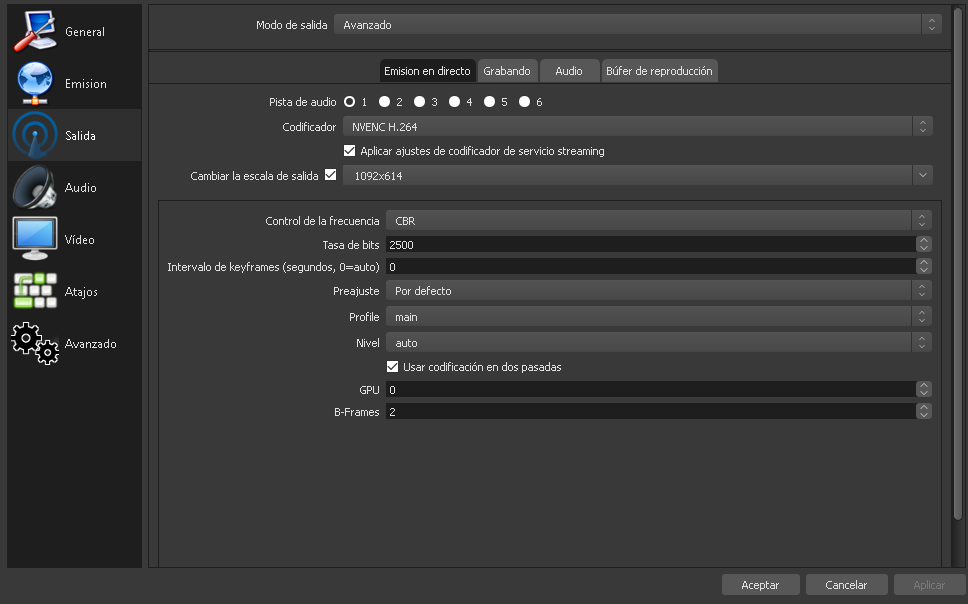 General
Emision
Salida
Audio
Vídeo
Atajos
Avanzado
Modo de salida Avanzado
Emision en directo Grabando Audio Búfer de reproducción
Pista de audio 1 2 3 4 5 6
Codificador NVENC H.264
Aplicar ajustes de codificador de servicio streaming
Cambiar la escala de salida 1092x614
Control de la frecuencia CBR
Tasa de bits 2500
Intervalo de keyframes (segundos, 0=auto) 0
Preajuste Por defecto
Profile main
Nivel auto
Usar codificación en dos pasadas
GPU 0
B-Frames 2
Aceptar Cancelar Aplicar